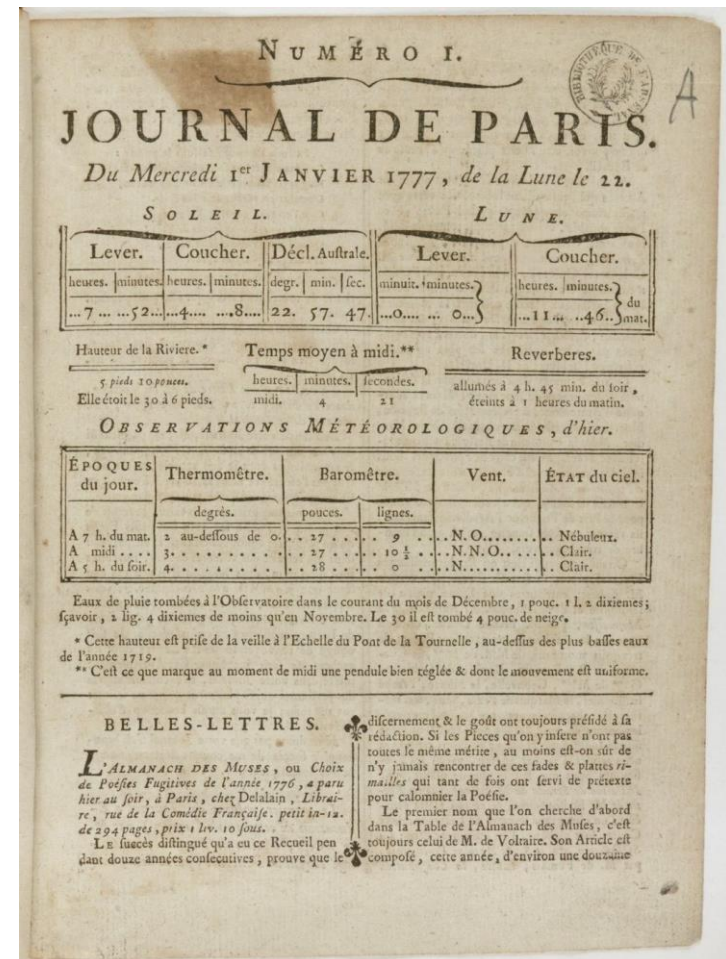 NUMÉRO I.
BIBLIOTHÈQUE DE L'ARSENAL
A
JOURNAL DE PARIS.
Du Mercredi 1er JANVIER 1777, de la Lune le 22.
SOLEIL. LUNE.
Lever. Coucher. Décl. Auſtrale. Lever. Coucher.
heures. minutes. heures. minutes. degr. min. ſec. minuit. minutes. heures. minutes.
...7 ... ...52... ...4.... ....8.... 22. 57. 47. ...0.... ... 0... ...11... ...46... du mat.
Hauteur de la Riviere. * Temps moyen à midi.** Reverberes.
5 pieds 10 pouces. heures. minutes. ſecondes. allumés à 4 h. 45 min. du ſoir,
Elle étoit le 30 à 6 pieds. midi. 4 21 éteints à 1 heures du matin.
OBSERVATIONS MÉTÉOROLOGIQUES, d'hier.
ÉPOQUES du jour. Thermomêtre. Baromêtre. Vent. ÉTAT du ciel.
degrés. pouces. lignes.
A 7 h. du mat. 2 au-deſſous de 0. . . 27 . . . . 9 . . . N. O. . . . . . . . . Nébuleux.
A midi . . . . 3. . . . . . . . . . . 27 . . . . 10 ½ . . . N. N. O. . . . . . . Clair.
A 5 h. du ſoir. 4. . . . . . . . . . . 28 . . . . 0 . . . N. . . . . . . . . . . Clair.
Eaux de pluie tombées à l'Obſervatoire dans le courant du mois de Décembre, 1 pouc. 1 l. 2 dixiemes;
ſçavoir, 2 lig. 4 dixiemes de moins qu'en Novembre. Le 30 il eſt tombé 4 pouc. de neige.
* Cette hauteur eſt priſe de la veille à l'Echelle du Pont de la Tournelle, au-deſſus des plus baſſes eaux
de l'année 1719.
** C'eſt ce que marque au moment de midi une pendule bien réglée & dont le mouvement eſt uniforme.
BELLES-LETTRES.
L'ALMANACH DES MUSES, ou Choix
de Poéſies Fugitives de l'année 1776, a paru
hier au ſoir, à Paris, chez Delalain, Librai-
re, rue de la Comédie Françaiſe. petit in-12.
de 294 pages, prix 1 liv. 10 ſous.
LE ſuccès diſtingué qu'a eu ce Recueil pen
dant douze années conſecutives, prouve que le
diſcernement & le goût ont toujours préſidé à ſa
rédaction. Si les Pieces qu'on y inſere n'ont pas
toutes le même mérite, au moins eſt-on sûr de
n'y jamais rencontrer de ces fades & plattes ri-
mailles qui tant de fois ont ſervi de prétexte
pour calomnier la Poéſie.
Le premier nom que l'on cherche d'abord
dans la Table de l'Almanach des Muſes, c'eſt
toujours celui de M. de Voltraire. Son Article eſt
compoſé, cette année, d'environ une douzaine